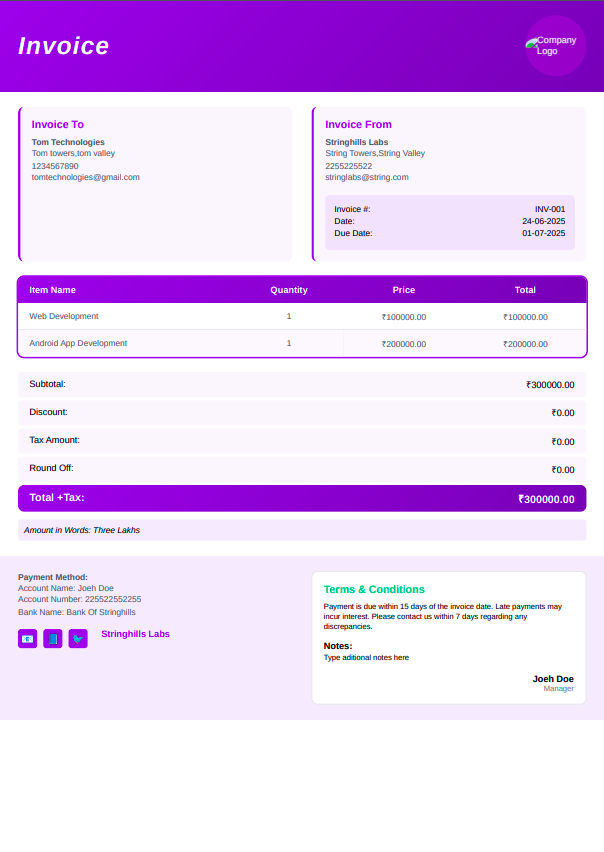 Invoice
Company
Logo
Invoice To
Tom Technologies
Tom towers,tom valley
1234567890
tomtechnologies@gmail.com
Invoice From
Stringhills Labs
String Towers,String Valley
2255225522
stringlabs@string.com
Invoice #: INV-001
Date: 24-06-2025
Due Date: 01-07-2025
Item Name Quantity Price Total
Web Development 1 ₹100000.00 ₹100000.00
Android App Development 1 ₹200000.00 ₹200000.00
Subtotal: ₹300000.00
Discount: ₹0.00
Tax Amount: ₹0.00
Round Off: ₹0.00
Total +Tax: ₹300000.00
Amount in Words: Three Lakhs
Payment Method:
Account Name: Joeh Doe
Account Number: 225522552255
Bank Name: Bank Of Stringhills
Stringhills Labs
Terms & Conditions
Payment is due within 15 days of the invoice date. Late payments may
incur interest. Please contact us within 7 days regarding any
discrepancies.
Notes:
Type aditional notes here
Joeh Doe
Manager